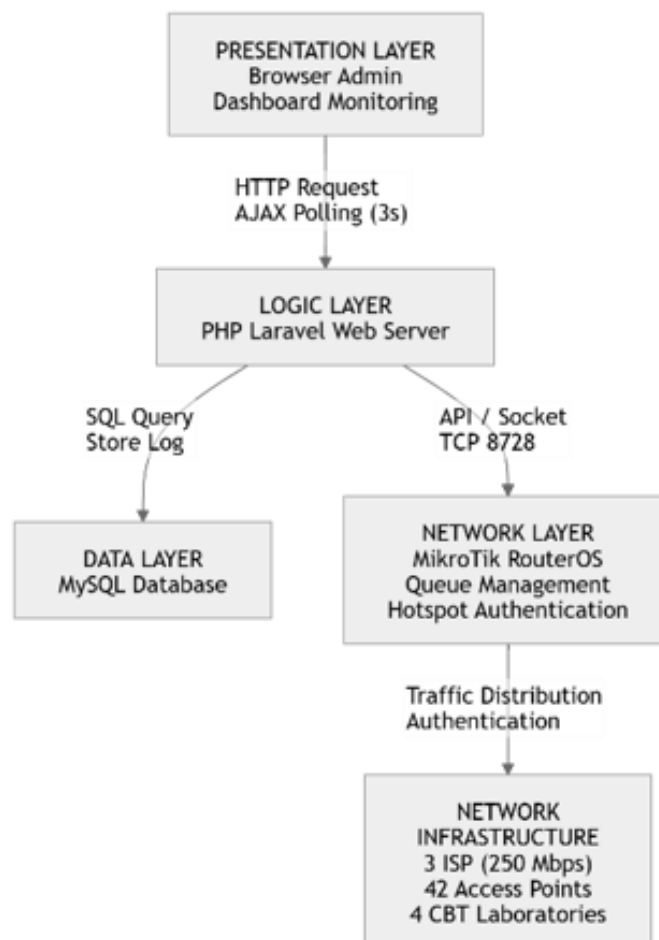 PRESENTATION LAYER
Browser Admin
Dashboard Monitoring
HTTP Request
AJAX Polling (3s)
LOGIC LAYER
PHP Laravel Web Server
SQL Query
Store Log
API / Socket
TCP 8728
DATA LAYER
MySQL Database
NETWORK LAYER
MikroTik RouterOS
Queue Management
Hotspot Authentication
Traffic Distribution
Authentication
NETWORK
INFRASTRUCTURE
3 ISP (250 Mbps)
42 Access Points
4 CBT Laboratories